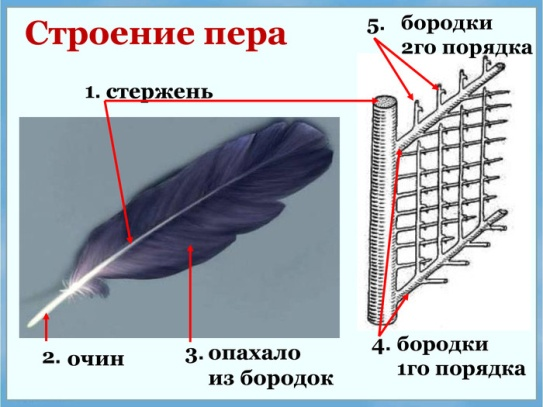 Строение пера
5. бородки
2го порядка
1. стержень
2. очин
3. опахало
из бородок
4. бородки
1го порядка